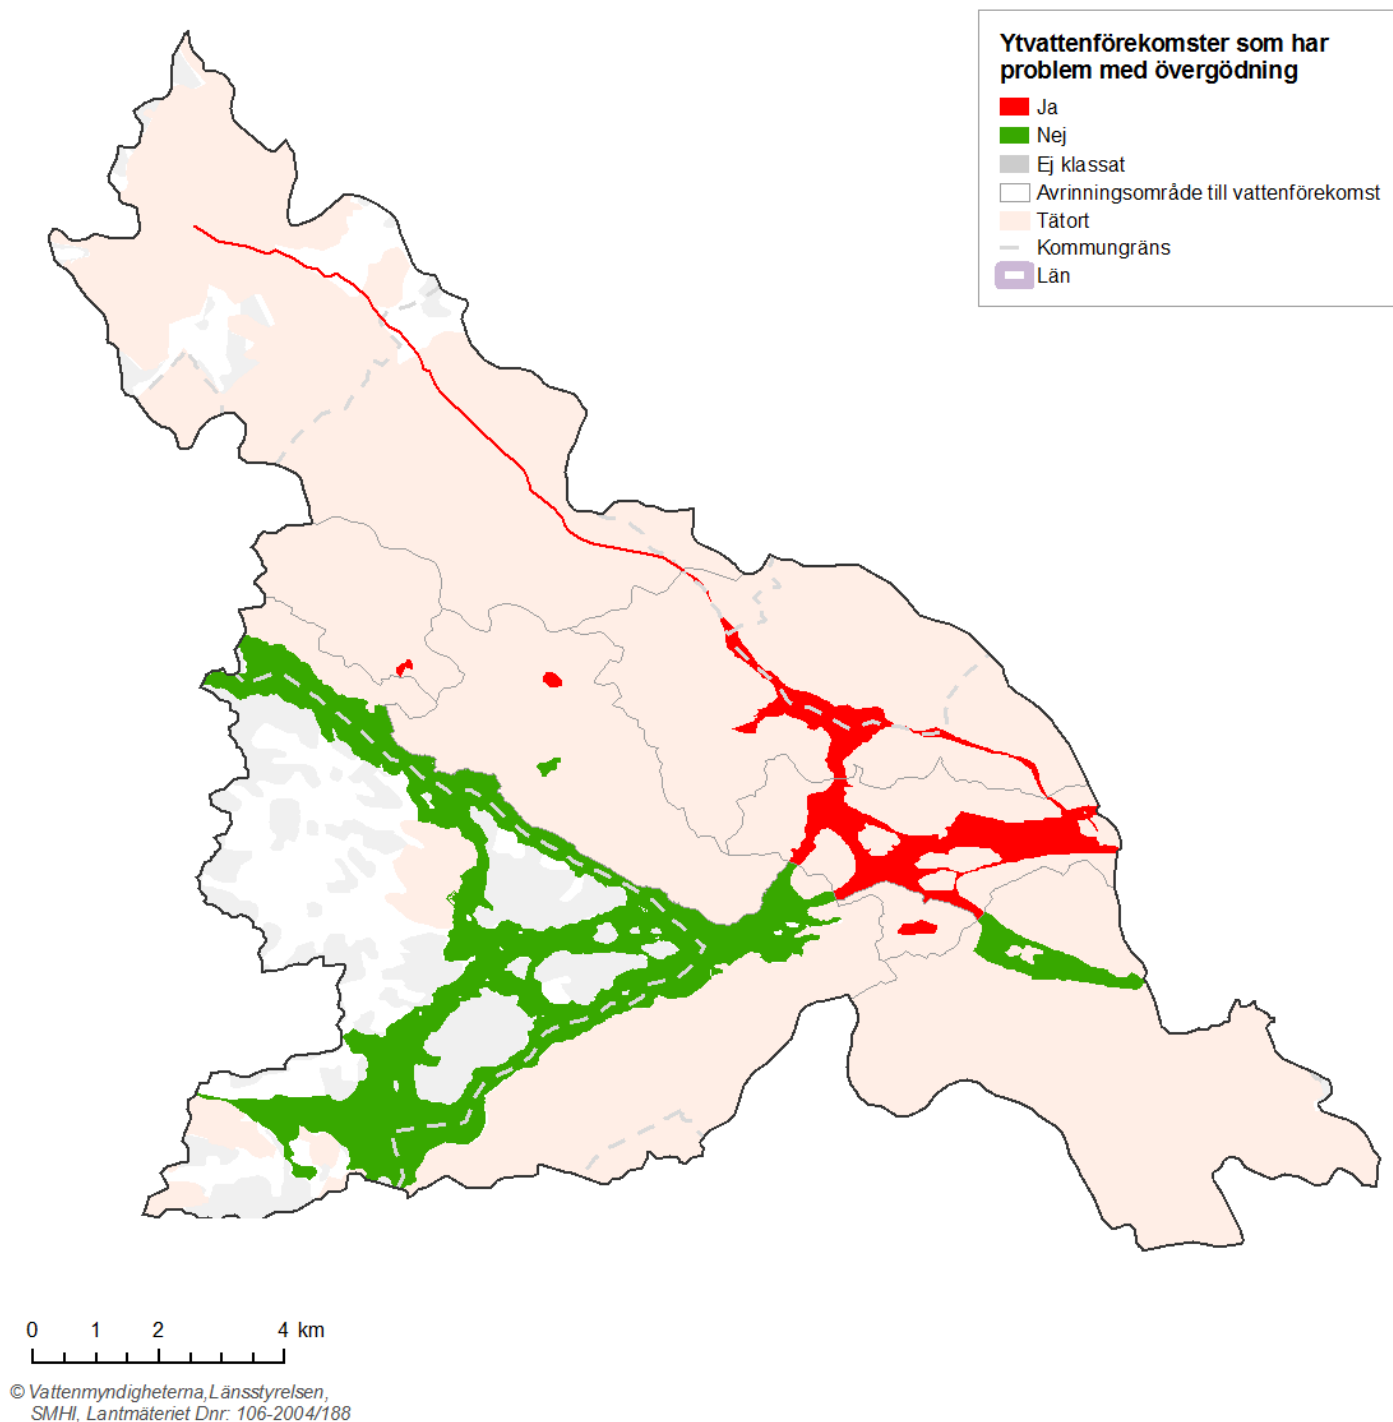 Ytvattenförekomster som har
problem med övergödning
Ja
Nej
Ej klassat
Avrinningsområde till vattenförekomst
Tätort
Kommungräns
Län
0 1 2 4 km
© Vattenmyndigheterna,Länsstyrelsen,
SMHI, Lantmäteriet Dnr: 106-2004/188